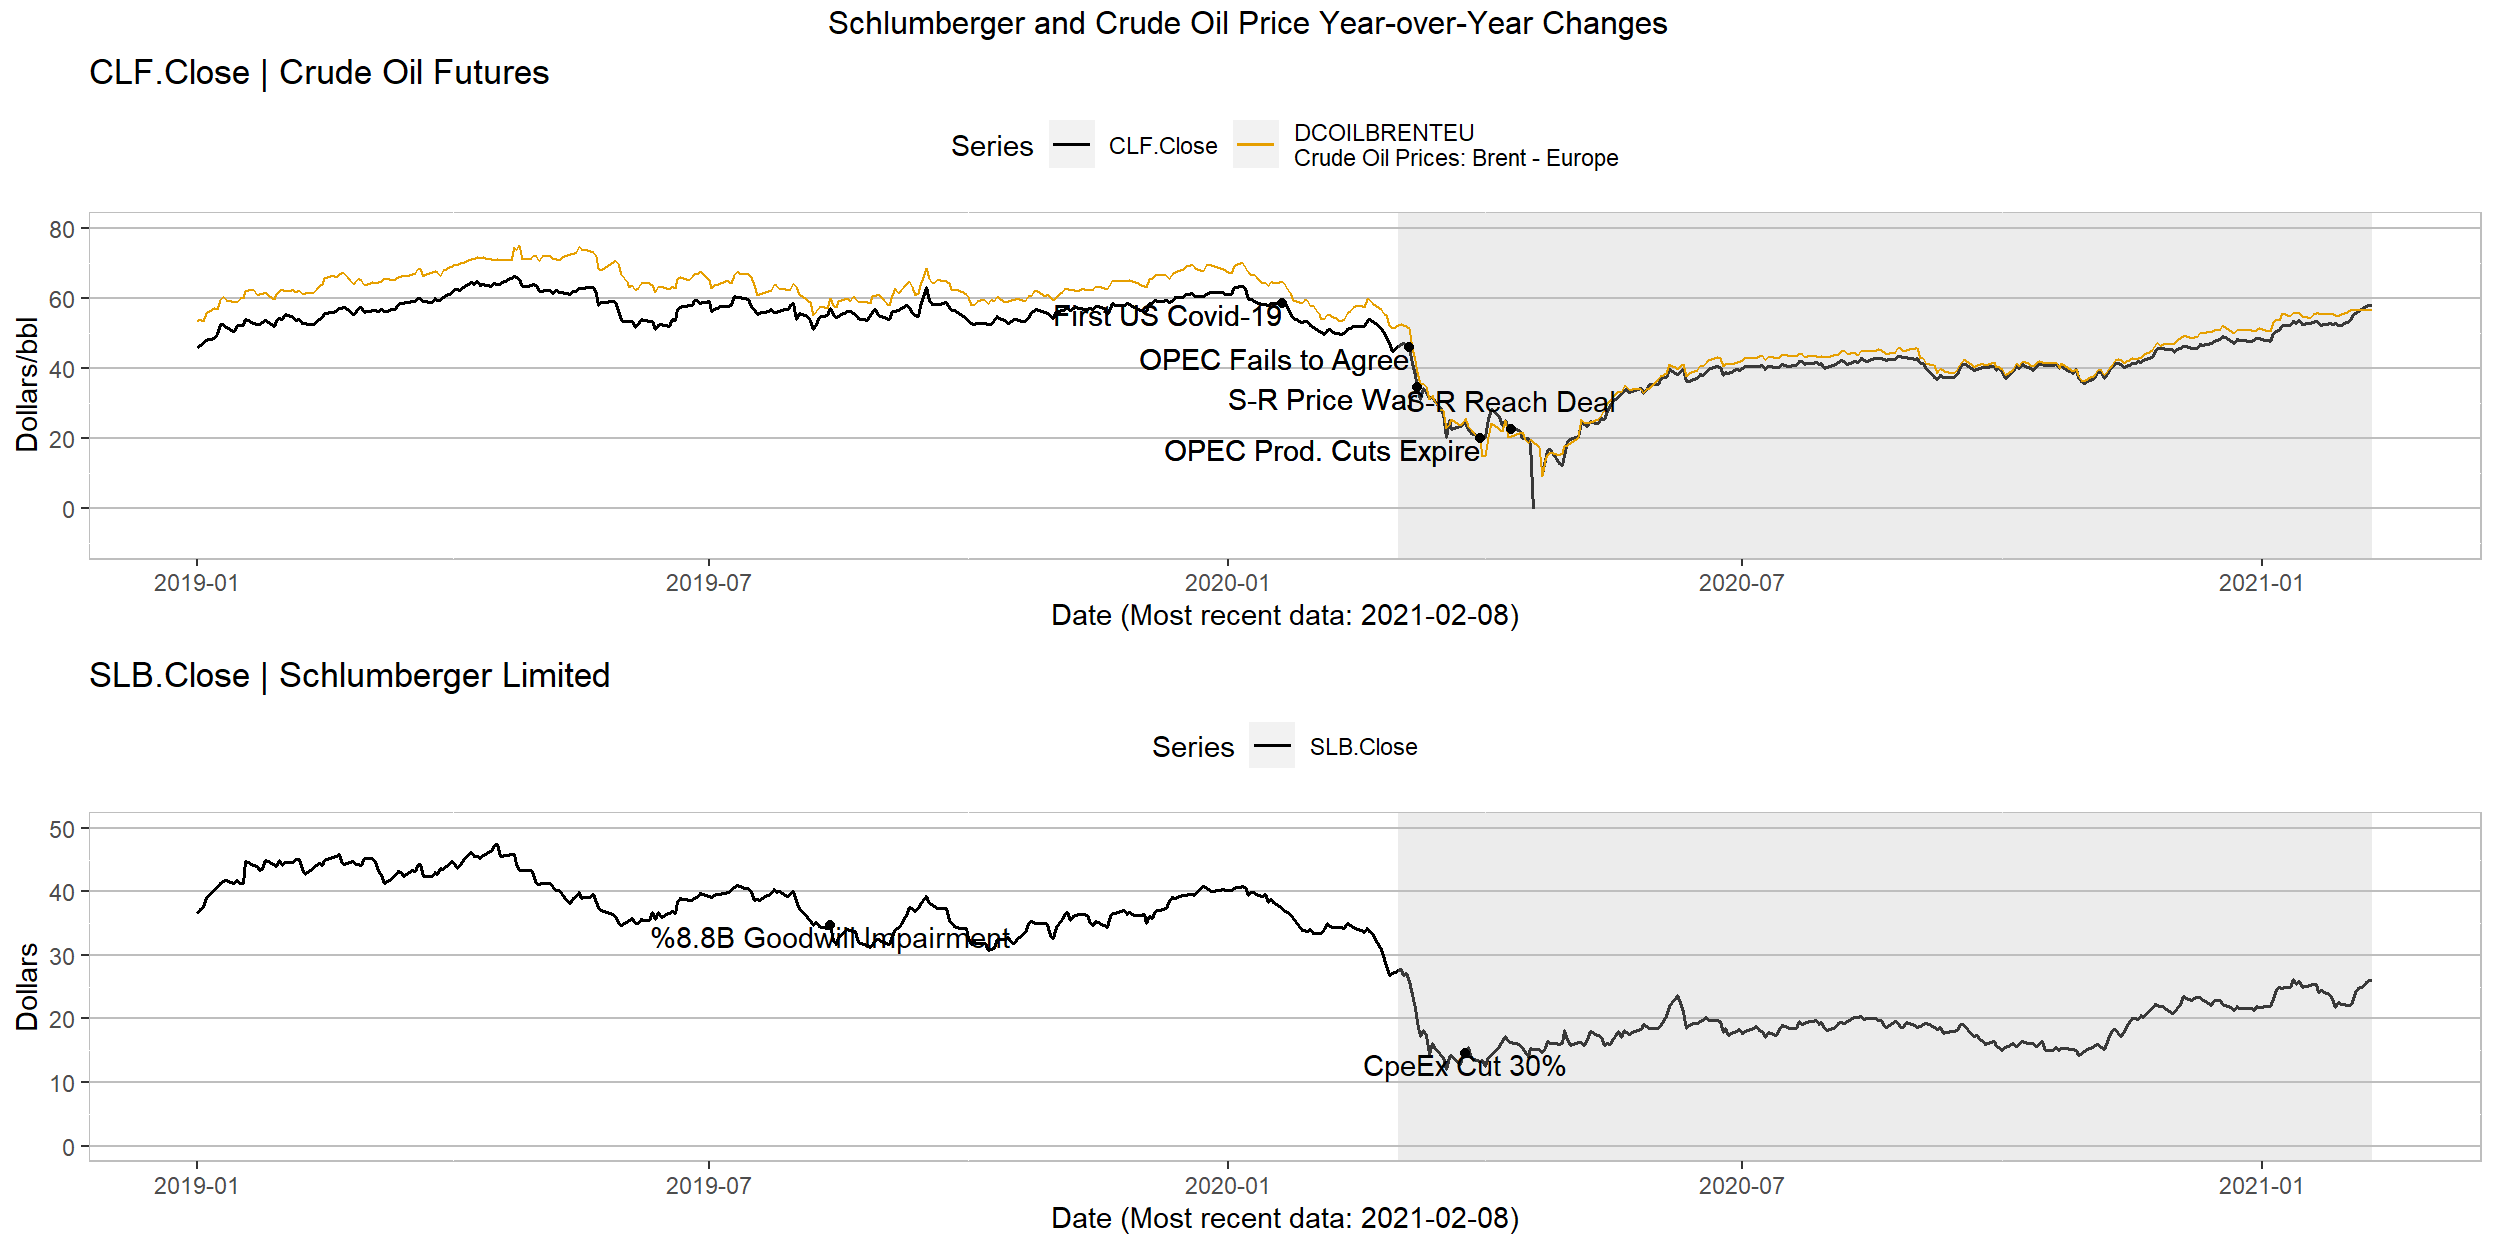 Schlumberger and Crude Oil Price Year-over-Year Changes
CLF.Close | Crude Oil Futures
Series
CLF.Close
DCOILBRENTEU
Crude Oil Prices: Brent - Europe
Dollars/bbl
80
60
40
20
0
First US Covid-19
OPEC Fails to Agree
S-R Price War
S-R Reach Deal
OPEC Prod. Cuts Expire
2019-01
2019-07
2020-01
2020-07
2021-01
Date (Most recent data: 2021-02-08)
SLB.Close | Schlumberger Limited
Series
SLB.Close
Dollars
50
40
30
20
10
0
%8.8B Goodwill Impairment
CpeEx Cut 30%
2019-01
2019-07
2020-01
2020-07
2021-01
Date (Most recent data: 2021-02-08)